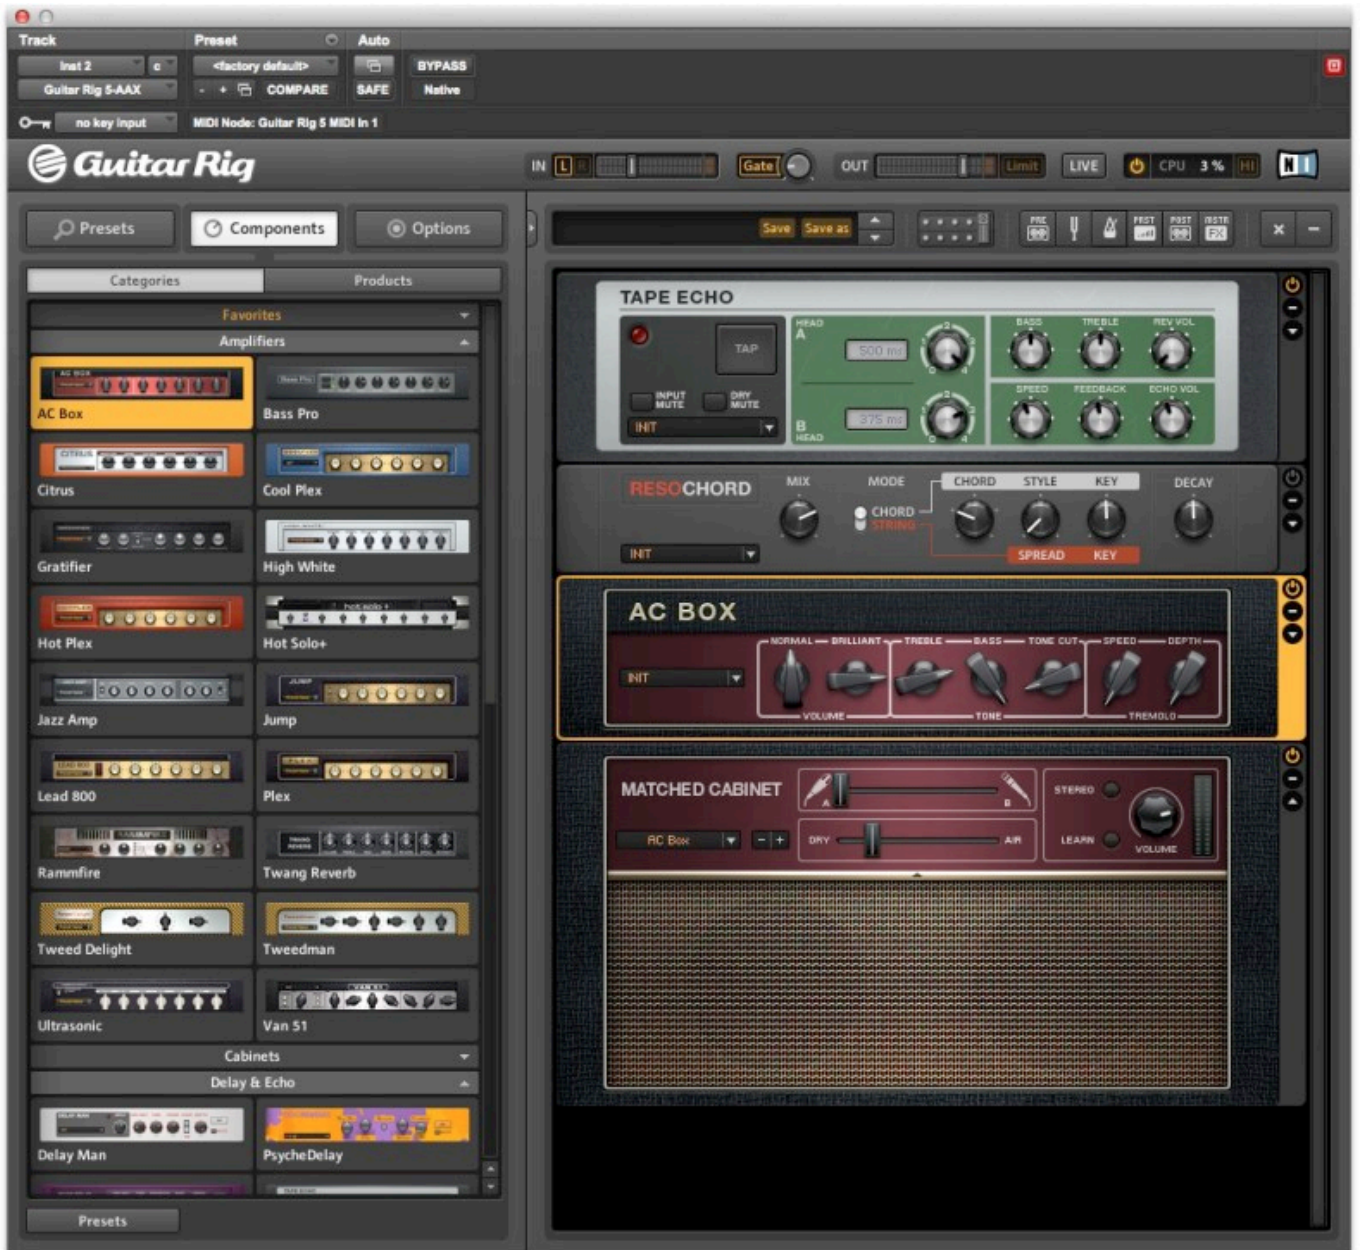 Track Preset Auto
Inst 2 c <factory default> BYPASS
Guitar Rig 5-AAX - + COMPARE SAFE Native
no key input MIDI Node: Guitar Rig 5 MIDI In 1
Guitar Rig IN L R Gate OUT Limit LIVE CPU 3 % HI NI
Presets Components Options
Save Save as PRE PRST POST INSTR FX × -
Categories Products
Favorites
Amplifiers
AC Box Bass Pro
Citrus Cool Plex
Gratifier High White
Hot Plex Hot Solo+
Jazz Amp Jump
Lead 800 Plex
Rammfire Twang Reverb
Tweed Delight Tweedman
Ultrasonic Van 51
Cabinets
Delay & Echo
Delay Man PsycheDelay
Presets
TAPE ECHO
TAP
INPUT MUTE DRY MUTE
INIT
HEAD A 500 ms
B HEAD 375 ms
BASS TREBLE REV VOL
SPEED FEEDBACK ECHO VOL
RESOCHORD
INIT
MIX MODE CHORD STYLE KEY DECAY
CHORD
STRING
SPREAD KEY
AC BOX
INIT
NORMAL BRILLIANT TREBLE BASS TONE CUT SPEED DEPTH
VOLUME TONE TREMOLO
MATCHED CABINET
AC Box - +
A B
DRY AIR
STEREO
LEARN VOLUME